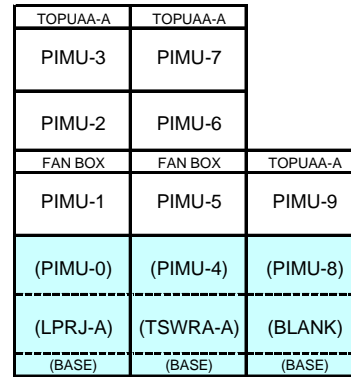 TOPUAA-A TOPUAA-A
PIMU-3 PIMU-7
PIMU-2 PIMU-6
FAN BOX FAN BOX TOPUAA-A
PIMU-1 PIMU-5 PIMU-9
(PIMU-0) (PIMU-4) (PIMU-8)
(LPRJ-A) (TSWRA-A) (BLANK)
(BASE) (BASE) (BASE)